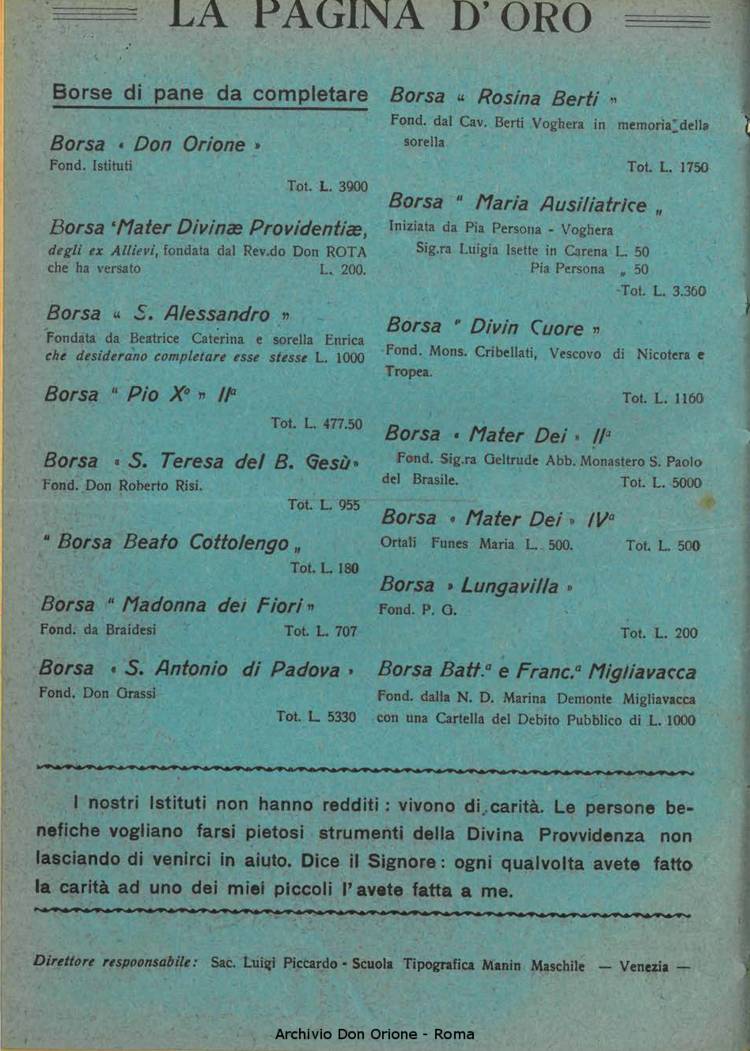 LA PAGINA D'ORO
Borse di pane da completare
Borsa « Don Orione »
Fond. Istituti
Tot. L. 3900
Borsa ‘Mater Divinæ Providentiæ,
degli ex Allievi, fondata dal Rev.do Don ROTA
che ha versato L. 200.
Borsa “ S. Alessandro „
Fondata da Beatrice Caterina e sorella Enrica
che desiderano completare esse stesse L. 1000
Borsa “ Pio Xº „ IIª
Tot. L. 477.50
Borsa « S. Teresa del B. Gesù»
Fond. Don Roberto Risi.
Tot. L. 955
“ Borsa Beato Cottolengo „
Tot. L. 180
Borsa “ Madonna dei Fiori „
Fond. da Braidesi Tot. L. 707
Borsa « S. Antonio di Padova »
Fond. Don Grassi
Tot. L. 5330
Borsa “ Rosina Berti „
Fond. dal Cav. Berti Voghera in memoria della
sorella
Tot. L. 1750
Borsa “ Maria Ausiliatrice „
Iniziata da Pia Persona - Voghera
Sig.ra Luigia Isette in Carena L. 50
Pia Persona „ 50
Tot. L. 3.360
Borsa “ Divin Cuore „
Fond. Mons. Cribellati, Vescovo di Nicotera e
Tropea.
Tot. L. 1160
Borsa « Mater Dei » IIª
Fond. Sig.ra Geltrude Abb. Monastero S. Paolo
del Brasile. Tot. L. 5000
Borsa « Mater Dei » IVª
Ortali Funes Maria L. 500. Tot. L. 500
Borsa » Lungavilla »
Fond. P. G.
Tot. L. 200
Borsa Batt.ª e Franc.ª Migliavacca
Fond. dalla N. D. Marina Demonte Migliavacca
con una Cartella del Debito Pubblico di L. 1000
I nostri Istituti non hanno redditi : vivono di carità. Le persone be-
nefiche vogliano farsi pietosi strumenti della Divina Provvidenza non
lasciando di venirci in aiuto. Dice il Signore : ogni qualvolta avete fatto
la carità ad uno dei miei piccoli l'avete fatta a me.
Direttore respoonsabile: Sac. Luigi Piccardo - Scuola Tipografica Manin Maschile — Venezia —
Archivio Don Orione - Roma